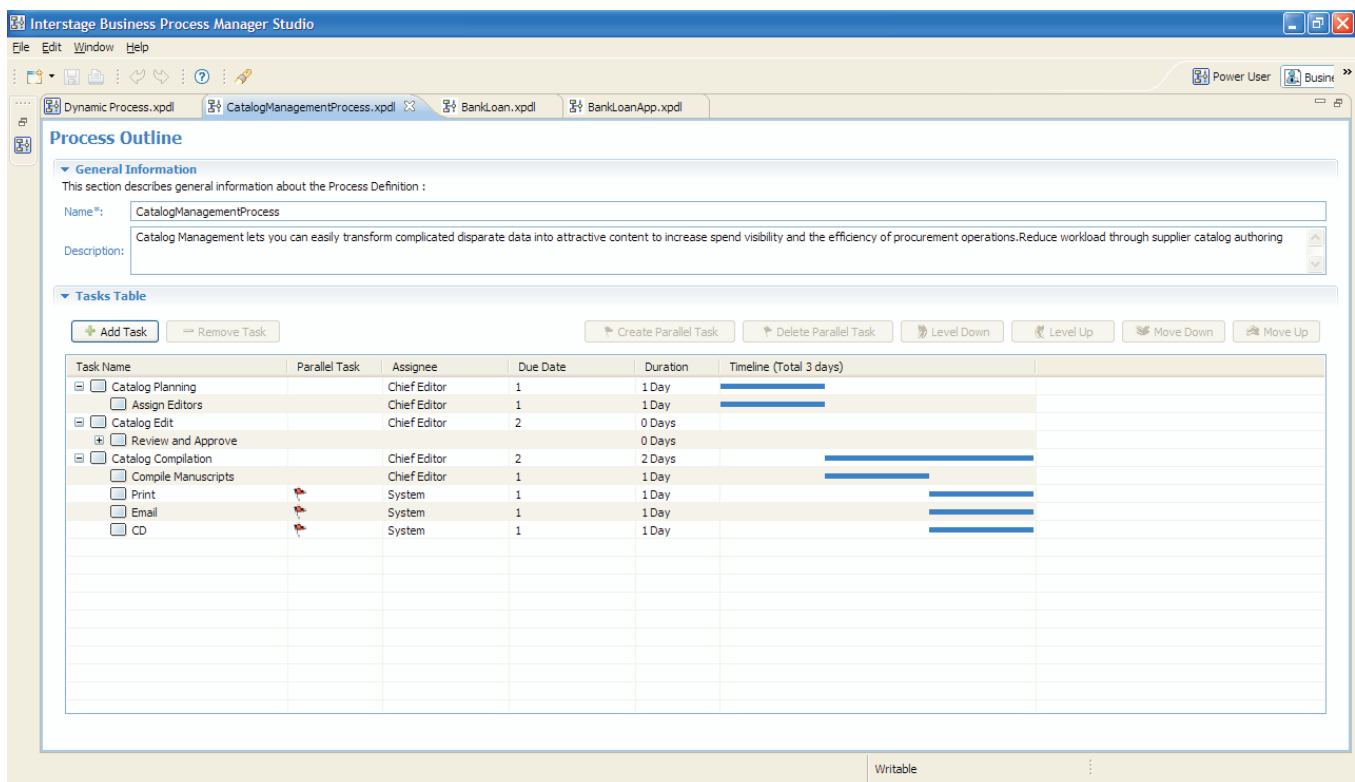 Interstage Business Process Manager Studio
File Edit Window Help
Power User Busine »
Dynamic Process.xpdl CatalogManagementProcess.xpdl BankLoan.xpdl BankLoanApp.xpdl
Process Outline
General Information
This section describes general information about the Process Definition :
Name*: CatalogManagementProcess
Description: Catalog Management lets you can easily transform complicated disparate data into attractive content to increase spend visibility and the efficiency of procurement operations.Reduce workload through supplier catalog authoring
Tasks Table
Add Task Remove Task Create Parallel Task Delete Parallel Task Level Down Level Up Move Down Move Up
Task Name Parallel Task Assignee Due Date Duration Timeline (Total 3 days)
Catalog Planning Chief Editor 1 1 Day
Assign Editors Chief Editor 1 1 Day
Catalog Edit Chief Editor 2 0 Days
Review and Approve 0 Days
Catalog Compilation Chief Editor 2 2 Days
Compile Manuscripts Chief Editor 1 1 Day
Print System 1 1 Day
Email System 1 1 Day
CD System 1 1 Day
Writable